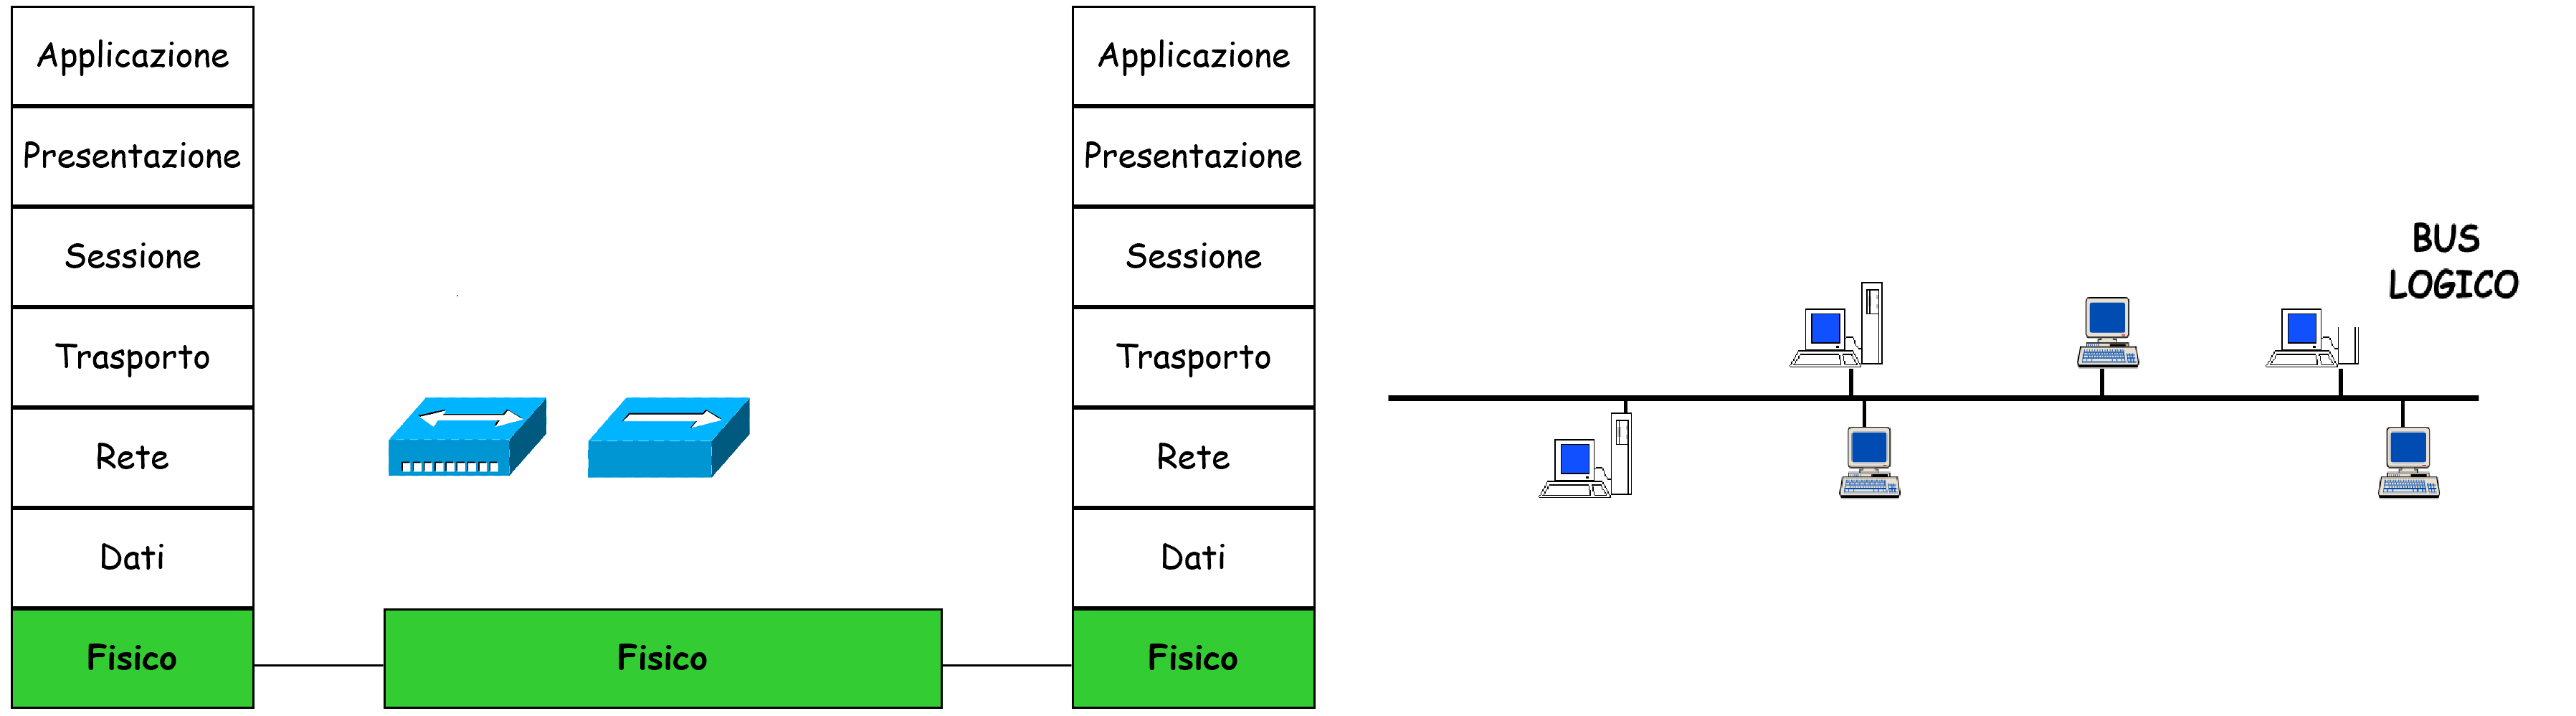 Applicazione
Presentazione
Sessione
Trasporto
Rete
Dati
Fisico
Fisico
Applicazione
Presentazione
Sessione
Trasporto
Rete
Dati
Fisico
BUS
LOGICO